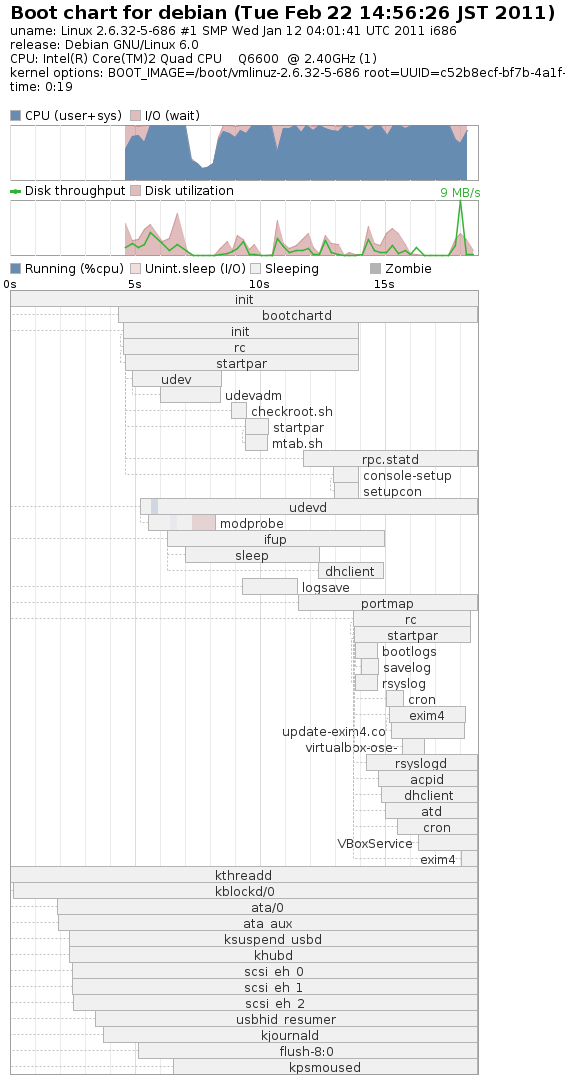 Boot chart for debian (Tue Feb 22 14:56:26 JST 2011)
uname: Linux 2.6.32-5-686 #1 SMP Wed Jan 12 04:01:41 UTC 2011 i686
release: Debian GNU/Linux 6.0
CPU: Intel(R) Core(TM)2 Quad CPU    Q6600  @ 2.40GHz (1)
kernel options: BOOT_IMAGE=/boot/vmlinuz-2.6.32-5-686 root=UUID=c52b8ecf-bf7b-4a1f-
time: 0:19
CPU (user+sys) I/O (wait)
Disk throughput Disk utilization 9 MB/s
Running (%cpu) Unint.sleep (I/O) Sleeping Zombie
0s 5s 10s 15s
init
bootchartd
init
rc
startpar
udev
udevadm
checkroot.sh
startpar
mtab.sh
rpc.statd
console-setup
setupcon
udevd
modprobe
ifup
sleep
dhclient
logsave
portmap
rc
startpar
bootlogs
savelog
rsyslog
cron
exim4
update-exim4.co
virtualbox-ose-
rsyslogd
acpid
dhclient
atd
cron
VBoxService
exim4
kthreadd
kblockd/0
ata/0
ata_aux
ksuspend_usbd
khubd
scsi_eh_0
scsi_eh_1
scsi_eh_2
usbhid_resumer
kjournald
flush-8:0
kpsmoused